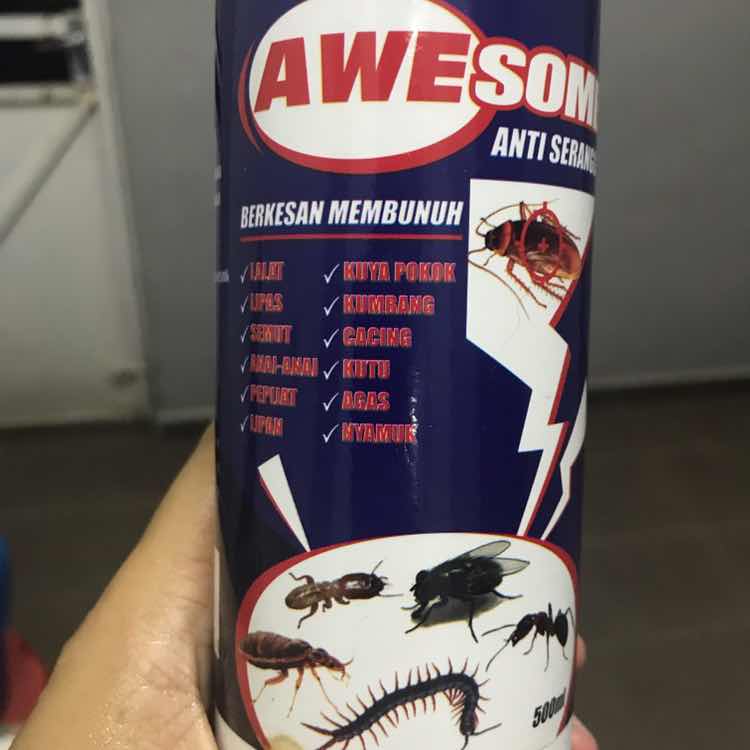 AWESOM
ANTI SERANG
BERKESAN MEMBUNUH
LALAT
LIPAS
SEMUT
ANAI-ANAI
PEPIJAT
LIPAN
KUYA POKOK
KUMBANG
CACING
KUTU
AGAS
NYAMUK
500ml